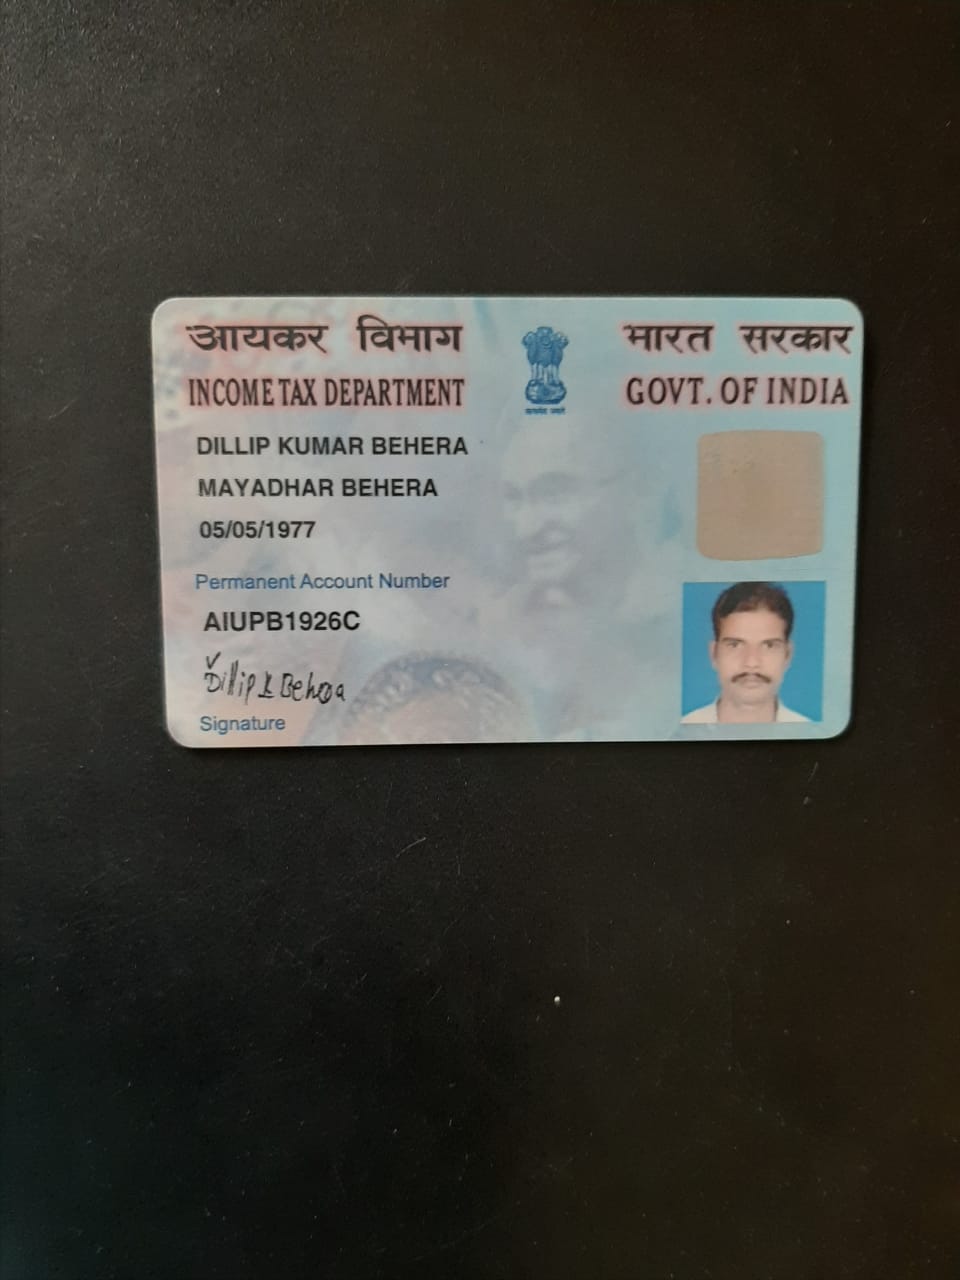 आयकर विभाग
INCOME TAX DEPARTMENT
भारत सरकार
GOVT. OF INDIA
सत्यमेव जयते
DILLIP KUMAR BEHERA
MAYADHAR BEHERA
05/05/1977
Permanent Account Number
AIUPB1926C
Dillip K Behera
Signature